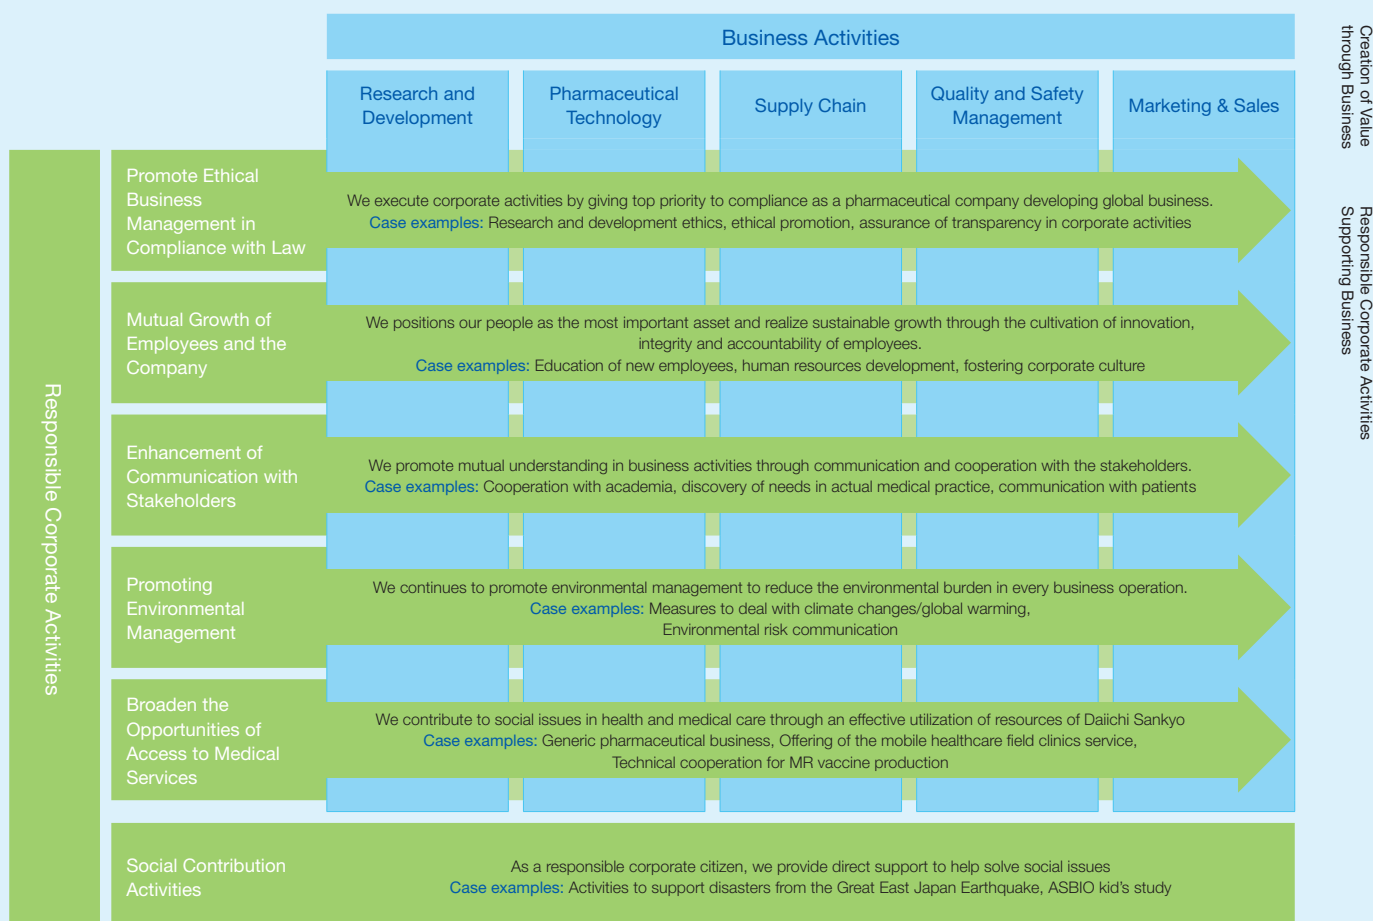 Business Activities
Research and
Development
Pharmaceutical
Technology
Supply Chain
Quality and Safety
Management
Marketing & Sales
Creation of Value
through Business
Responsible Corporate Activities
Supporting Business
Responsible Corporate Activities
Promote Ethical
Business
Management in
Compliance with Law
We execute corporate activities by giving top priority to compliance as a pharmaceutical company developing global business.
Case examples: Research and development ethics, ethical promotion, assurance of transparency in corporate activities
Mutual Growth of
Employees and the
Company
We positions our people as the most important asset and realize sustainable growth through the cultivation of innovation,
integrity and accountability of employees.
Case examples: Education of new employees, human resources development, fostering corporate culture
Enhancement of
Communication with
Stakeholders
We promote mutual understanding in business activities through communication and cooperation with the stakeholders.
Case examples: Cooperation with academia, discovery of needs in actual medical practice, communication with patients
Promoting
Environmental
Management
We continues to promote environmental management to reduce the environmental burden in every business operation.
Case examples: Measures to deal with climate changes/global warming,
Environmental risk communication
Broaden the
Opportunities of
Access to Medical
Services
We contribute to social issues in health and medical care through an effective utilization of resources of Daiichi Sankyo
Case examples: Generic pharmaceutical business, Offering of the mobile healthcare field clinics service,
Technical cooperation for MR vaccine production
Social Contribution
Activities
As a responsible corporate citizen, we provide direct support to help solve social issues
Case examples: Activities to support disasters from the Great East Japan Earthquake, ASBIO kid's study